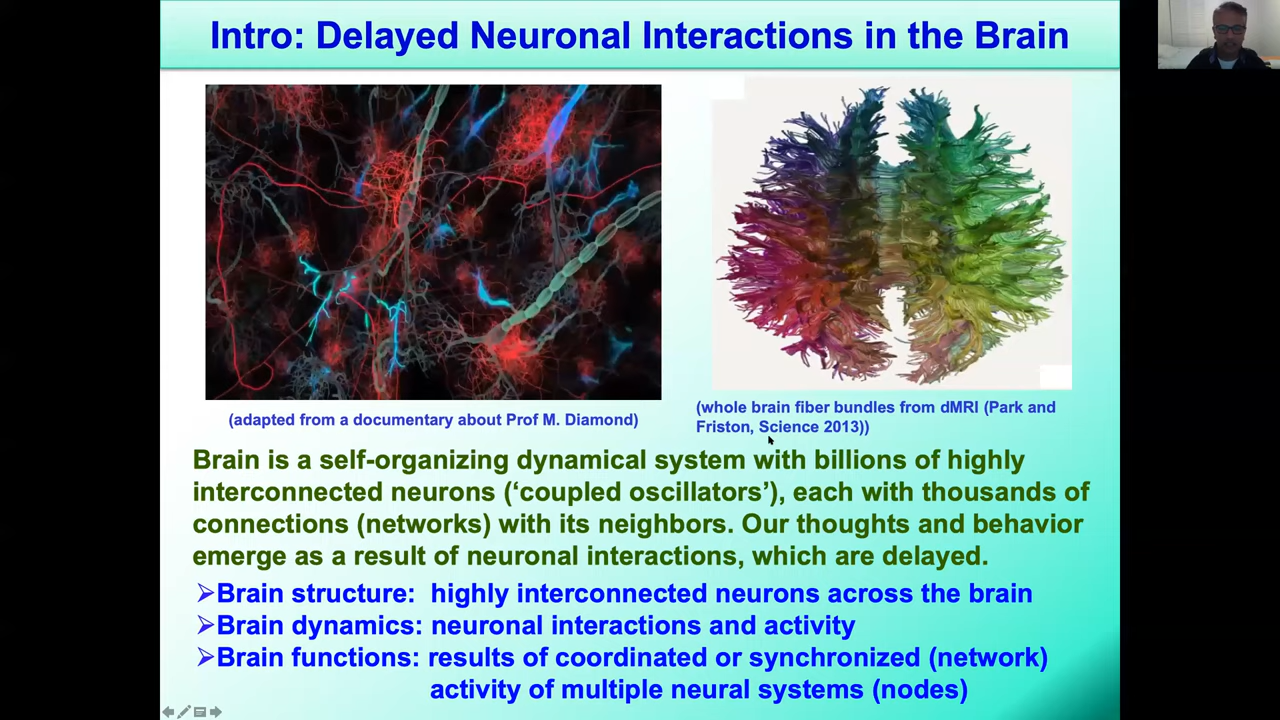 Intro: Delayed Neuronal Interactions in the Brain
(adapted from a documentary about Prof M. Diamond)
(whole brain fiber bundles from dMRI (Park and
Friston, Science 2013))
Brain is a self-organizing dynamical system with billions of highly
interconnected neurons (‘coupled oscillators’), each with thousands of
connections (networks) with its neighbors. Our thoughts and behavior
emerge as a result of neuronal interactions, which are delayed.
➢Brain structure: highly interconnected neurons across the brain
➢Brain dynamics: neuronal interactions and activity
➢Brain functions: results of coordinated or synchronized (network)
activity of multiple neural systems (nodes)